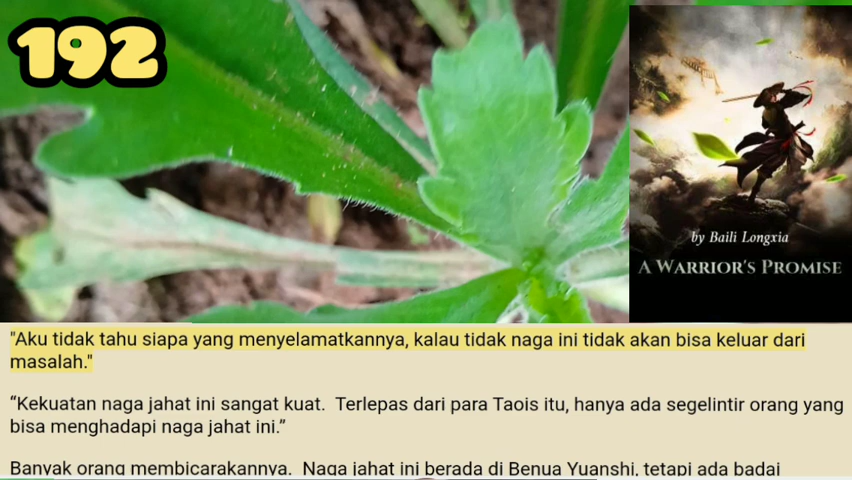 192
by Baili Longxia
A WARRIOR'S PROMISE
"Aku tidak tahu siapa yang menyelamatkannya, kalau tidak naga ini tidak akan bisa keluar dari
masalah."
“Kekuatan naga jahat ini sangat kuat.  Terlepas dari para Taois itu, hanya ada segelintir orang yang
bisa menghadapi naga jahat ini.”
Banyak orang membicarakannya.  Naga jahat ini berada di Benua Yuanshi, tetapi ada badai